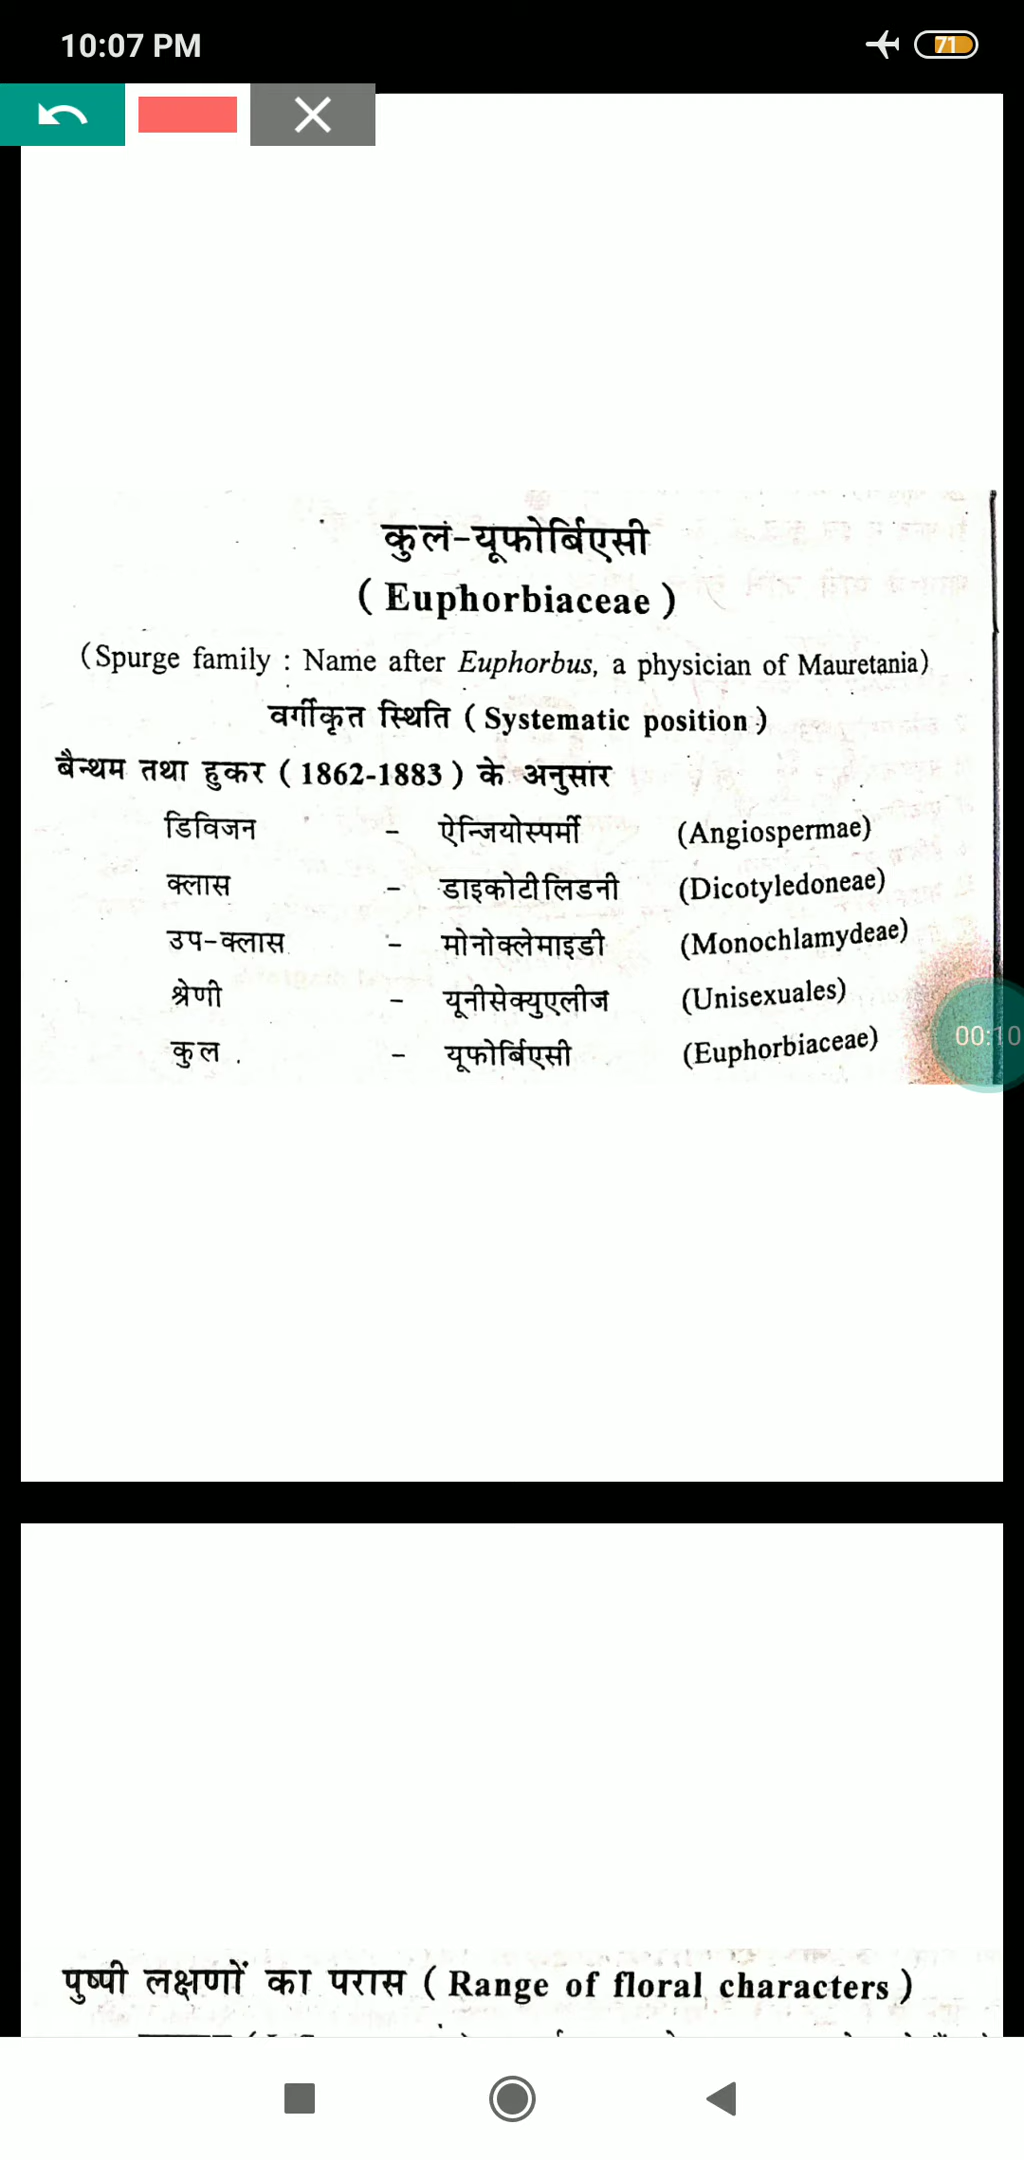 10:07 PM
71
कुल-यूफोर्बिएसी
( Euphorbiaceae )
(Spurge family : Name after Euphorbus, a physician of Mauretania)
वर्गीकृत स्थिति ( Systematic position )
बैन्थम तथा हुकर ( 1862-1883 ) के अनुसार
डिविजन - ऐन्जियोस्पर्मी (Angiospermae)
क्लास - डाइकोटीलिडनी (Dicotyledoneae)
उप-क्लास - मोनोक्लेमाइडी (Monochlamydeae)
श्रेणी - यूनीसेक्युएलीज (Unisexuales)
00:10
कुल . - यूफोर्बिएसी (Euphorbiaceae)
पुष्पी लक्षणों का परास ( Range of floral characters )